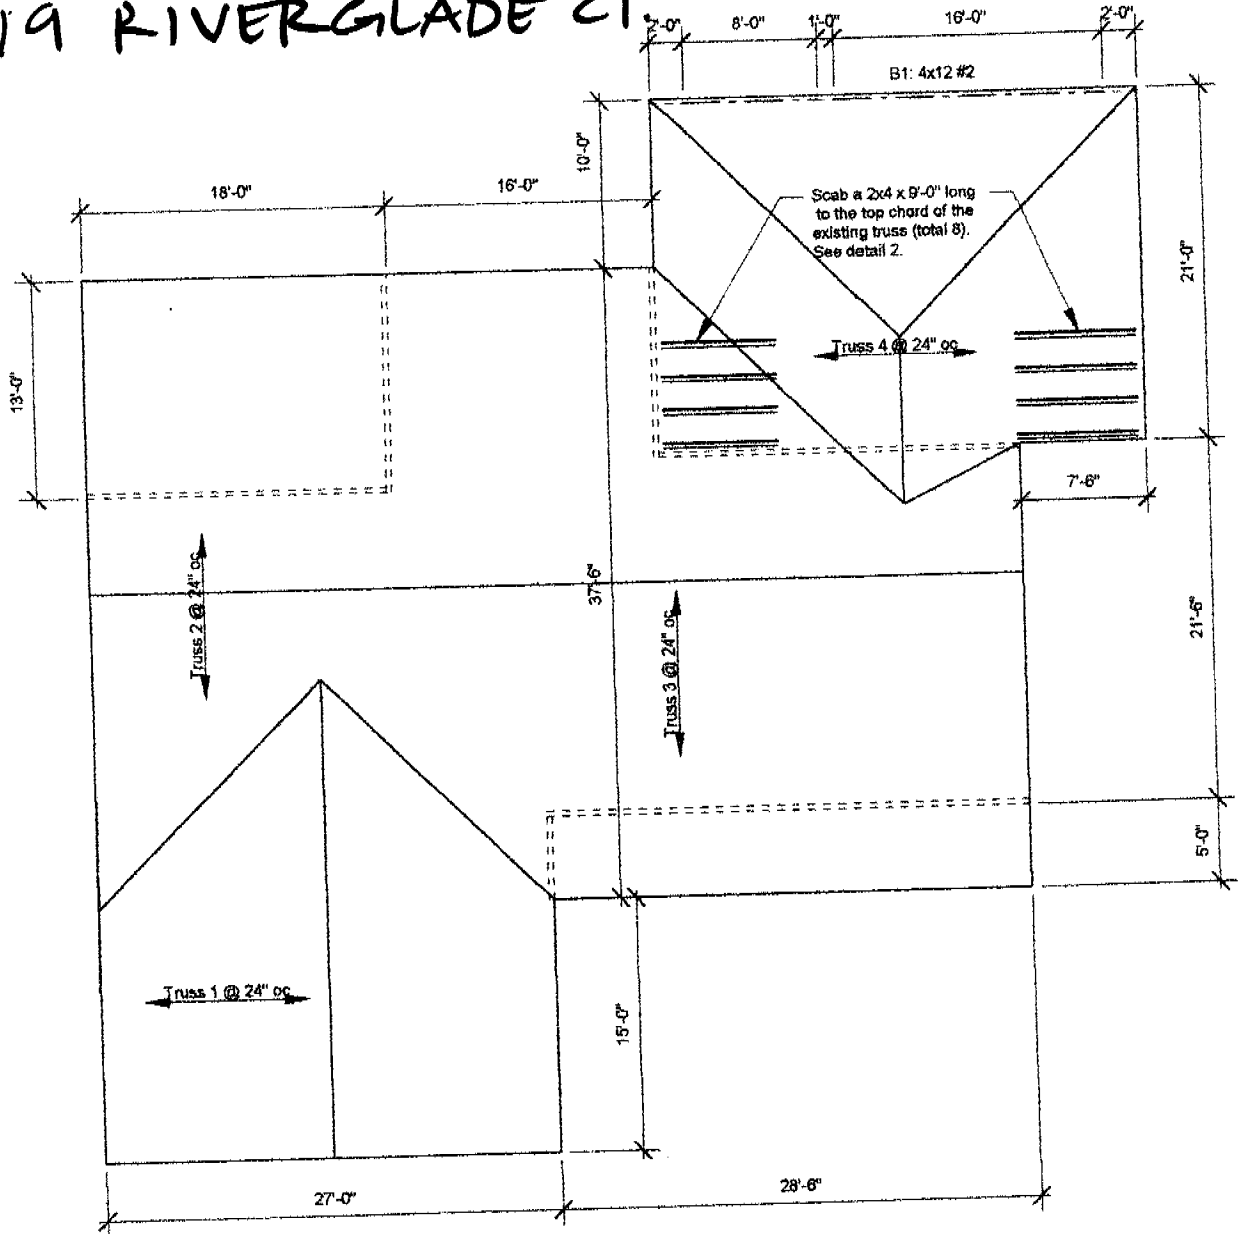 19 RIVERGLADE CT
2'-0"
8'-0"
1'-0"
16'-0"
2'-0"
B1: 4x12 #2
10'-0"
18'-0"
16'-0"
Scab a 2x4 x 9'-0" long
to the top chord of the
existing truss (total 8).
See detail 2.
21'-0"
13'-0"
Truss 4 @ 24" oc
7'-6"
37'-6"
Truss 2 @ 24" oc
Truss 3 @ 24" oc
21'-6"
5'-0"
Truss 1 @ 24" oc
15'-0"
27'-0"
28'-6"